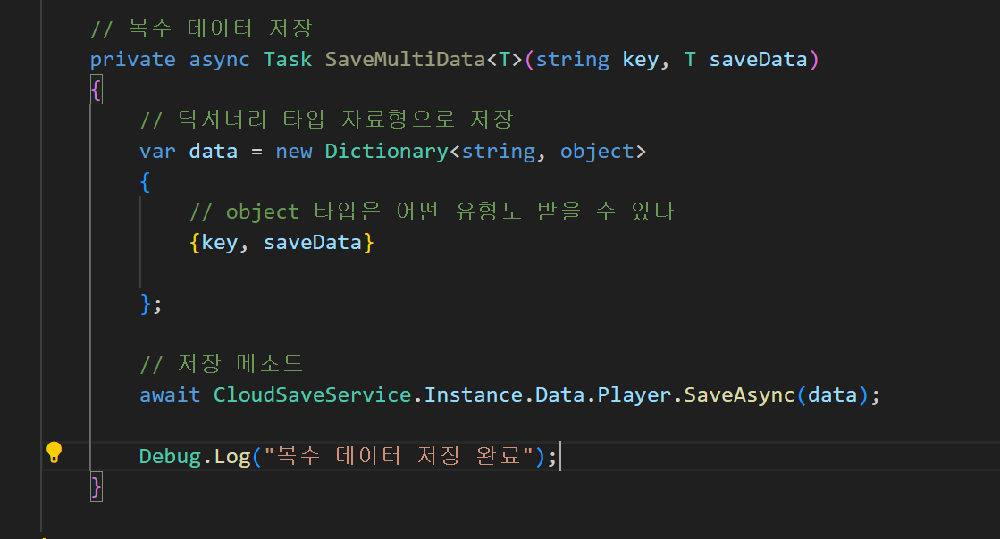 // 복수 데이터 저장
private async Task SaveMultiData<T>(string key, T saveData)
{
// 딕셔너리 타입 자료형으로 저장
var data = new Dictionary<string, object>
{
// object 타입은 어떤 유형도 받을 수 있다
{key, saveData}
};
// 저장 메소드
await CloudSaveService.Instance.Data.Player.SaveAsync(data);
Debug.Log("복수 데이터 저장 완료");
}